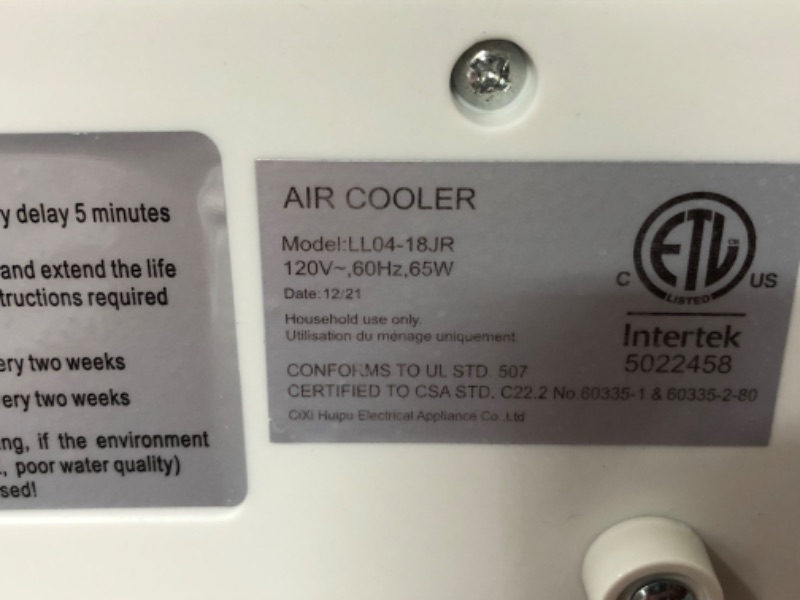 y delay 5 minutes
and extend the life
tructions required
ery two weeks
ery two weeks
ng, if the environment
., poor water quality)
sed!
AIR COOLER
Model:LL04-18JR
120V~,60Hz,65W
Date: 12/21
Household use only.
Utilisation du ménage uniquement.
CONFORMS TO UL STD. 507
CERTIFIED TO CSA STD. C22.2 No.60335-1 & 60335-2-80
CiXi Huipu Electrical Appliance Co.,Ltd
ETL CM
C US
LISTED
Intertek
5022458